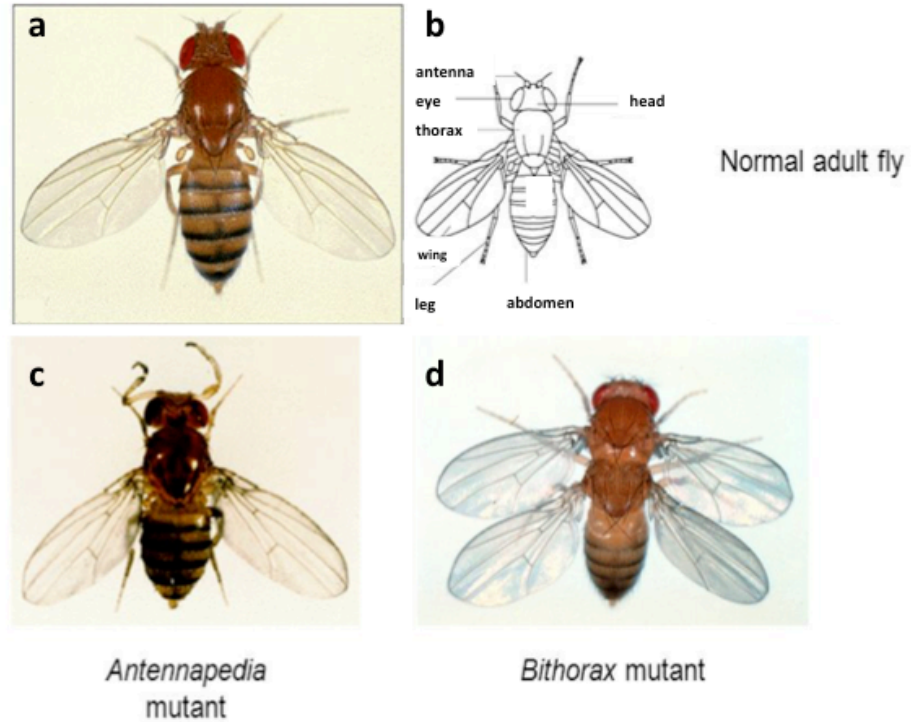 a
b
antenna
eye
head
thorax
Normal adult fly
wing
leg
abdomen
c
d
Antennapedia
mutant
Bithorax mutant